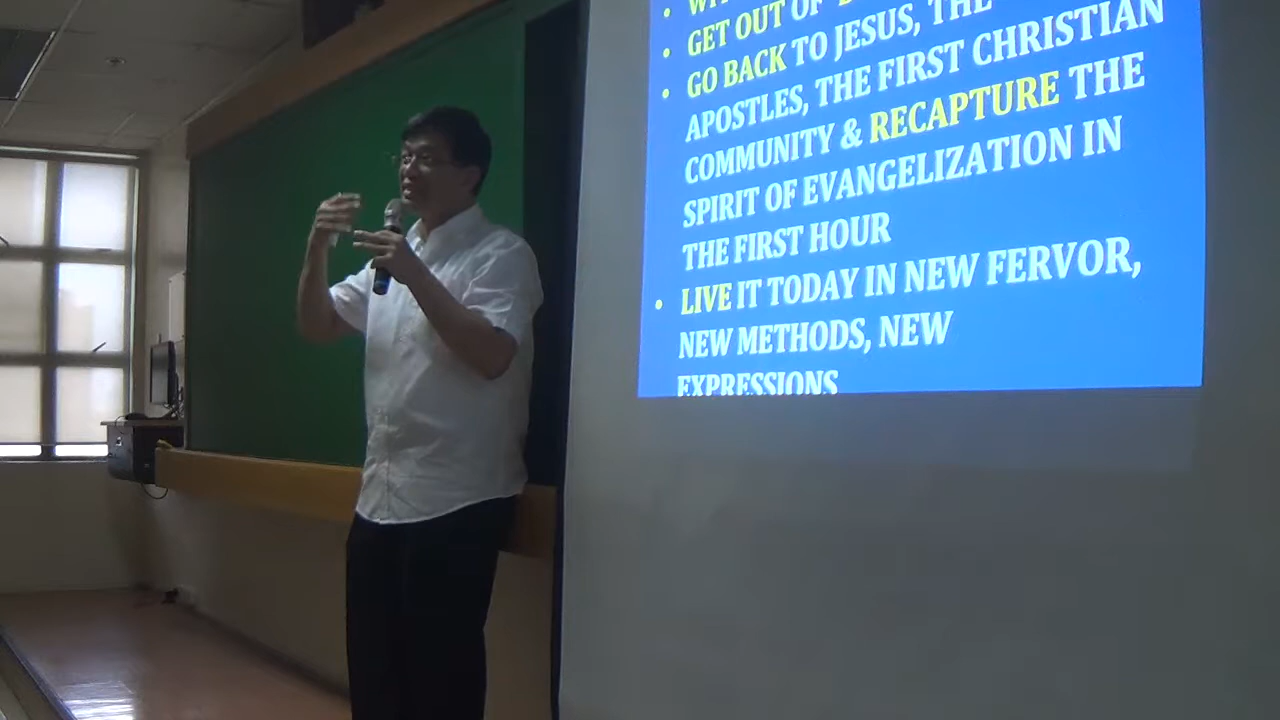 GET OUT OF
GO BACK TO JESUS, THE
APOSTLES, THE FIRST CHRISTIAN
COMMUNITY & RECAPTURE THE
SPIRIT OF EVANGELIZATION IN
THE FIRST HOUR
LIVE IT TODAY IN NEW FERVOR,
NEW METHODS, NEW
EXPRESSIONS